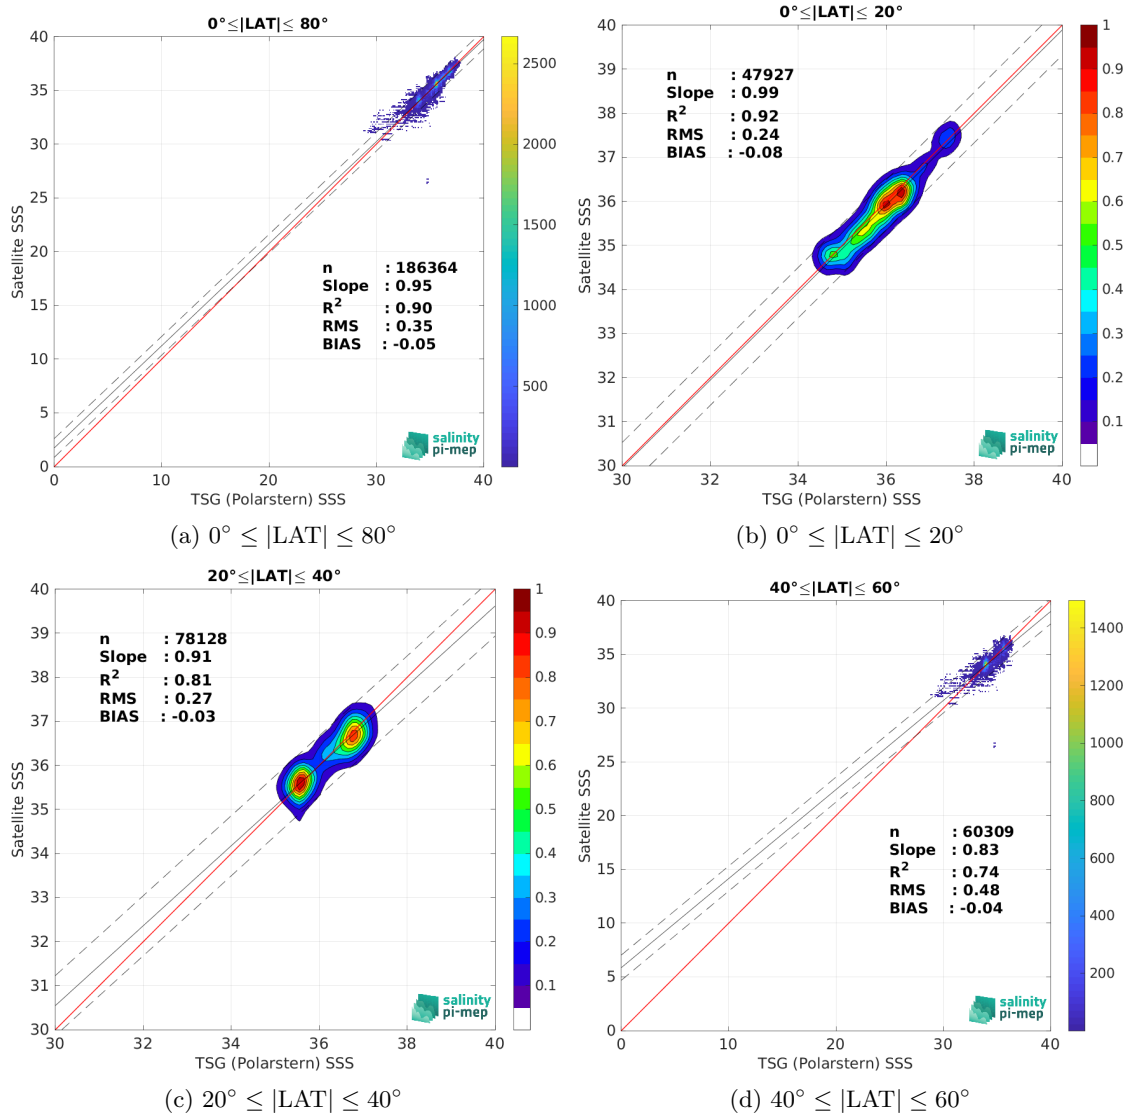 0°≤|LAT|≤ 80°
40
35
30
25
20
15
10
5
0
0
10
20
30
40
Satellite SSS
TSG (Polarstern) SSS
n : 186364
Slope : 0.95
R² : 0.90
RMS : 0.35
BIAS : -0.05
salinity
pi-mep
2500
2000
1500
1000
500
(a) 0° ≤ |LAT| ≤ 80°
0°≤|LAT|≤ 20°
40
39
38
37
36
35
34
33
32
31
30
30
32
34
36
38
40
Satellite SSS
TSG (Polarstern) SSS
n : 47927
Slope : 0.99
R² : 0.92
RMS : 0.24
BIAS : -0.08
salinity
pi-mep
1
0.9
0.8
0.7
0.6
0.5
0.4
0.3
0.2
0.1
(b) 0° ≤ |LAT| ≤ 20°
20°≤|LAT|≤ 40°
40
39
38
37
36
35
34
33
32
31
30
30
32
34
36
38
40
Satellite SSS
TSG (Polarstern) SSS
n : 78128
Slope : 0.91
R² : 0.81
RMS : 0.27
BIAS : -0.03
salinity
pi-mep
1
0.9
0.8
0.7
0.6
0.5
0.4
0.3
0.2
0.1
(c) 20° ≤ |LAT| ≤ 40°
40°≤|LAT|≤ 60°
40
35
30
25
20
15
10
5
0
0
10
20
30
40
Satellite SSS
TSG (Polarstern) SSS
n : 60309
Slope : 0.83
R² : 0.74
RMS : 0.48
BIAS : -0.04
salinity
pi-mep
1400
1200
1000
800
600
400
200
(d) 40° ≤ |LAT| ≤ 60°